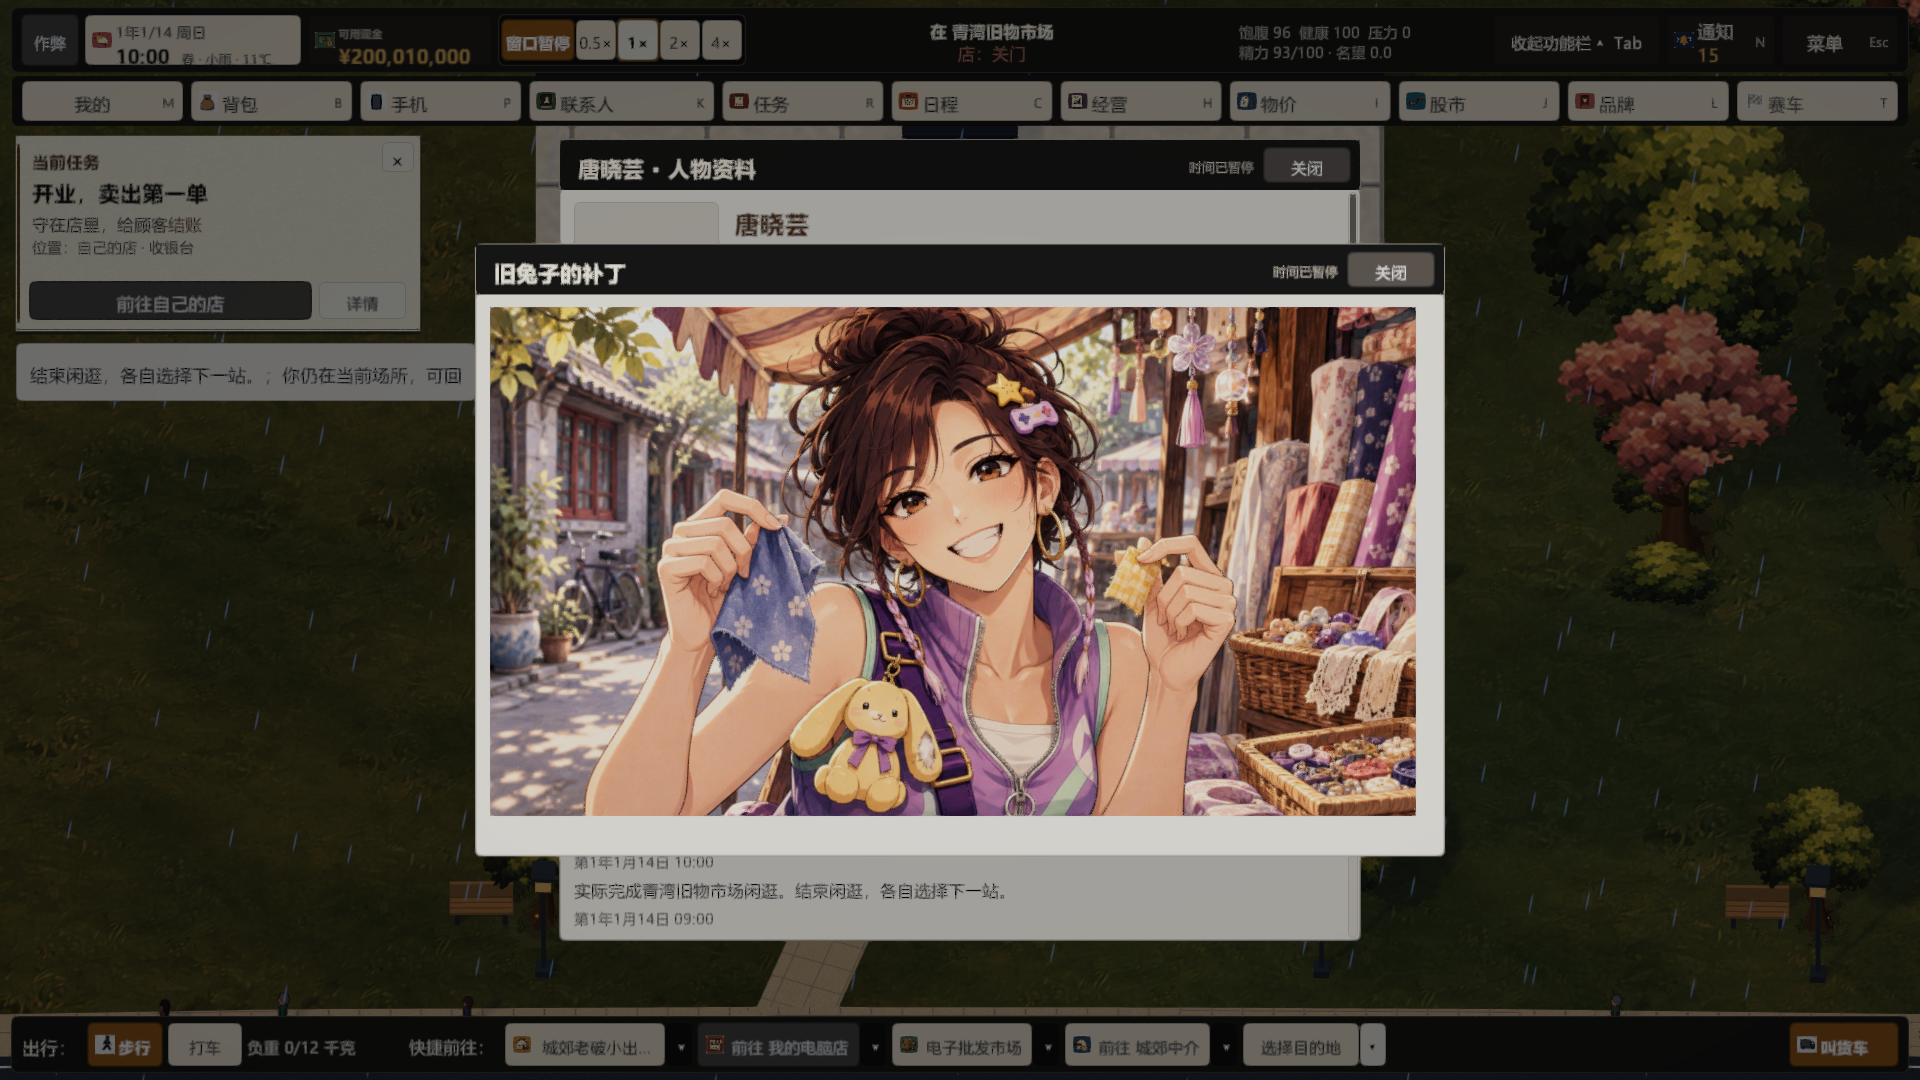 作弊
1年1/14 周日
10:00 春·小雨·11℃
可用现金
¥200,010,000
窗口暂停
0.5×
1×
2×
4×
在 青湾旧物市场
店：关门
饱腹 96 健康 100 压力 0
精力 93/100 · 名望 0.0
收起功能栏 Tab
通知
15
N
菜单 Esc
我的 M
背包 B
手机 P
联系人 K
任务 R
日程 C
经营 H
物价 I
股市 J
品牌 L
赛车 T
当前任务
×
开业，卖出第一单
守在店里，给顾客结账
位置：自己的店 · 收银台
前往自己的店
详情
结束闲逛，各自选择下一站。；你仍在当前场所，可回
唐晓芸 · 人物资料
时间已暂停
关闭
唐晓芸
旧兔子的补丁
时间已暂停
关闭
第1年1月14日 10:00
实际完成青湾旧物市场闲逛。结束闲逛，各自选择下一站。
第1年1月14日 09:00
出行：
步行
打车
负重 0/12 千克
快捷前往：
城郊老破小出...
前往 我的电脑店
电子批发市场
前往 城郊中介
选择目的地
叫货车